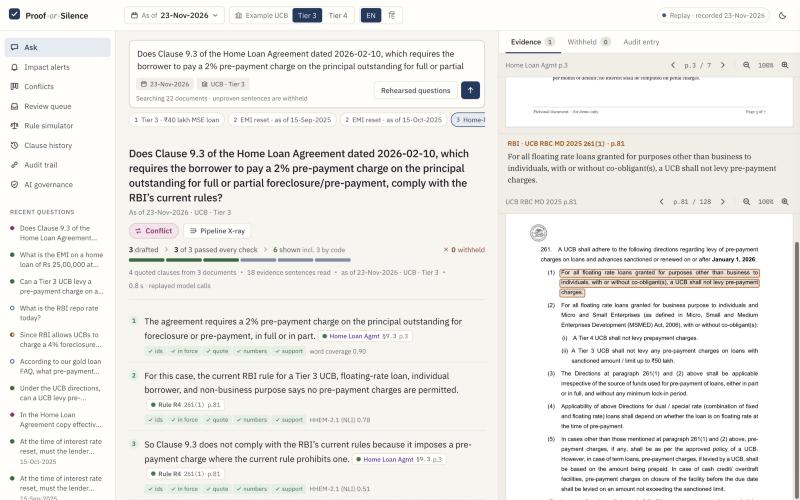 Proof-or-Silence
As of 23-Nov-2026
Example UCB Tier 3 Tier 4
EN
Replay · recorded 23-Nov-2026
Ask
Impact alerts
Conflicts
Review queue
Rule simulator
Clause history
Audit trail
AI governance
RECENT QUESTIONS
Does Clause 9.3 of the
Home Loan Agreement...
What is the EMI on a home
loan of Rs 25,00,000 at...
Can a Tier 3 UCB levy a
pre-payment charge on a...
What is the RBI repo rate
today?
Since RBI allows UCBs to
charge a 4% foreclosure...
According to our gold loan
FAQ, what pre-payment...
Under the UCB directions,
can a UCB levy pre-...
In the Home Loan
Agreement copy effectiv...
At the time of interest rate
reset, must the lender...
15-Oct-2025
At the time of interest rate
reset, must the lender...
15-Sep-2025
Does Clause 9.3 of the Home Loan Agreement dated 2026-02-10, which requires the
borrower to pay a 2% pre-payment charge on the principal outstanding for full or partial
23-Nov-2026 UCB · Tier 3
Searching 22 documents · unproven sentences are withheld
Rehearsed questions
1 Tier 3 · ₹40 lakh MSE loan
2 EMI reset · as of 15-Sep-2025
2 EMI reset · as of 15-Oct-2025
3 Home-l
Does Clause 9.3 of the Home Loan Agreement dated 2026-02-10, which
requires the borrower to pay a 2% pre-payment charge on the principal
outstanding for full or partial foreclosure/pre-payment, comply with the
RBI's current rules?
As of 23-Nov-2026 · UCB · Tier 3
Conflict Pipeline X-ray
3 drafted > 3 of 3 passed every check > 6 shown incl. 3 by code
× 0 withheld
4 quoted clauses from 3 documents • 18 evidence sentences read • as of 23-Nov-2026 •
0.8 s · replayed model calls
1 The agreement requires a 2% pre-payment charge on the principal outstanding for
foreclosure or pre-payment, in full or in part. Home Loan Agmt §9.3 p.3
✓ ids ✓ in force ✓ quote ✓ numbers ✓ support word coverage 0.90
2 For this case, the current RBI rule for a Tier 3 UCB, floating-rate loan, individual
borrower, and non-business purpose says no pre-payment charges are permitted.
Rule R4 261(1) p.81
✓ ids ✓ in force ✓ quote ✓ numbers ✓ support HHEM-2.1 (NLI) 0.78
3 So Clause 9.3 does not comply with the RBI's current rules because it imposes a pre-
payment charge where the current rule prohibits one. Home Loan Agmt §9.3 p.3
Rule R4 261(1) p.81
✓ ids ✓ in force ✓ quote ✓ numbers ✓ support HHEM-2.1 (NLI) 0.51
Evidence 1 Withheld 0 Audit entry
Home Loan Agmt p.3
p.3 / 7
100%
per month or default; no interest shall be computed on penal charges.
Fictional document – for demo only
Page 3 of 7
RBI · UCB RBC MD 2025 261(1) · p.81
For all floating rate loans granted for purposes other than business to
individuals, with or without co-obligant(s), a UCB shall not levy pre-payment
charges.
UCB RBC MD 2025 p.81
p.81 / 128
100%
261. A UCB shall adhere to the following directions regarding levy of pre-payment
charges on loans and advances sanctioned or renewed on or after January 1, 2026:
(1) For all floating rate loans granted for purposes other than business to
individuals, with or without co-obligant(s), a UCB shall not levy pre-payment
charges.
(2) For all floating rate loans granted for business purpose to individuals and
Micro and Small Enterprises (as defined in Micro, Small and Medium
Enterprises Development (MSMED) Act, 2006), with or without co-obligant(s):
(i) A Tier 4 UCB shall not levy pre-payment charges.
(ii) A Tier 3 UCB shall not levy any pre-payment charges on loans with
sanctioned amount / limit up to ₹50 lakh.
(3) The Directions at paragraph 261(1) and (2) above shall be applicable
irrespective of the source of funds used for pre-payment of loans, either in part
or in full, and without any minimum lock-in period.
(4) Applicability of above Directions for dual / special rate (combination of fixed
and floating rate) loans shall depend on whether the loan is on floating rate at
the time of pre-payment.
(5) In cases other than those mentioned at paragraph 261(1) and (2) above, pre-
payment charges, if any, shall be as per the approved policy of a UCB.
However, in case of term loans, pre-payment charges, if levied by a UCB, shall
be based on the amount being prepaid. In case of cash credit/ overdraft
facilities, pre-payment charges on closure of the facility before the due date
shall be levied on an amount not exceeding the sanctioned limit.